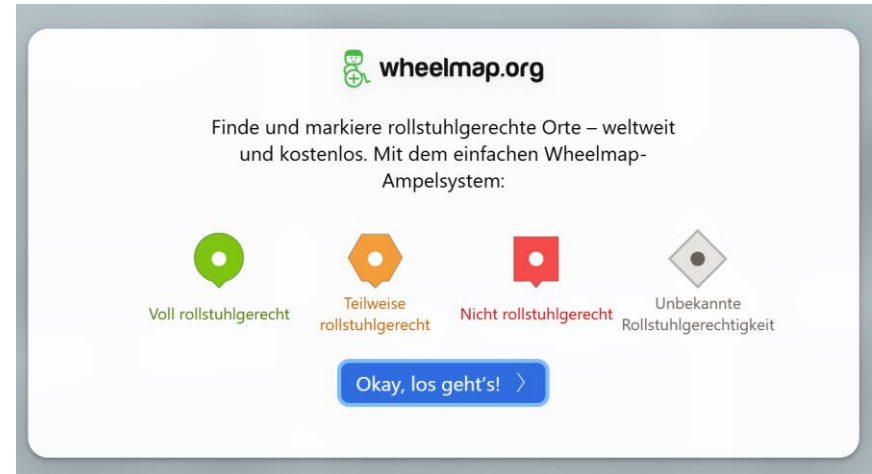 wheelmap.org
Finde und markiere rollstuhlgerechte Orte – weltweit
und kostenlos. Mit dem einfachen Wheelmap-
Ampelsystem:
Voll rollstuhlgerecht
Teilweise
rollstuhlgerecht
Nicht rollstuhlgerecht
Unbekannte
Rollstuhlgerechtigkeit
Okay, los geht’s!